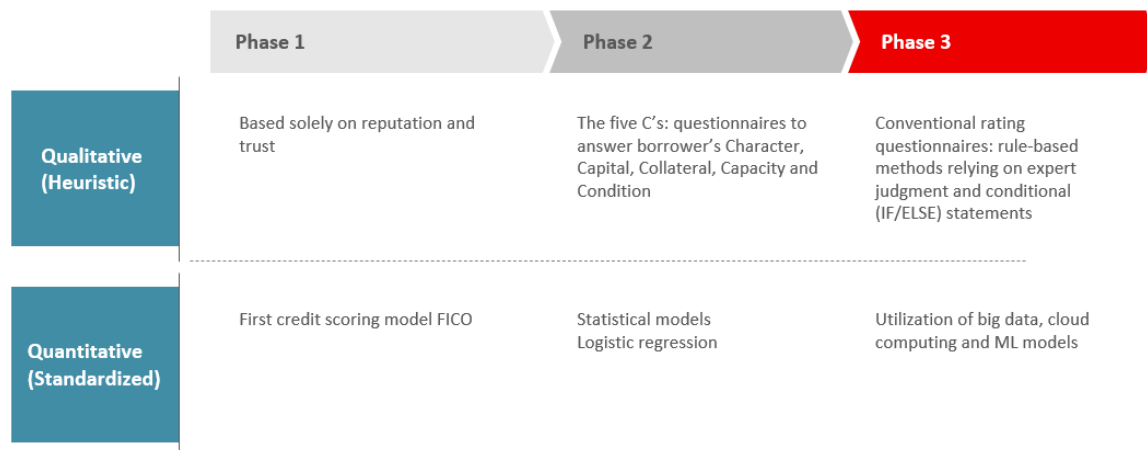 Phase 1
Phase 2
Phase 3
Qualitative
(Heuristic)
Based solely on reputation and
trust
The five C’s: questionnaires to
answer borrower’s Character,
Capital, Collateral, Capacity and
Condition
Conventional rating
questionnaires: rule-based
methods relying on expert
judgment and conditional
(IF/ELSE) statements
Quantitative
(Standardized)
First credit scoring model FICO
Statistical models
Logistic regression
Utilization of big data, cloud
computing and ML models